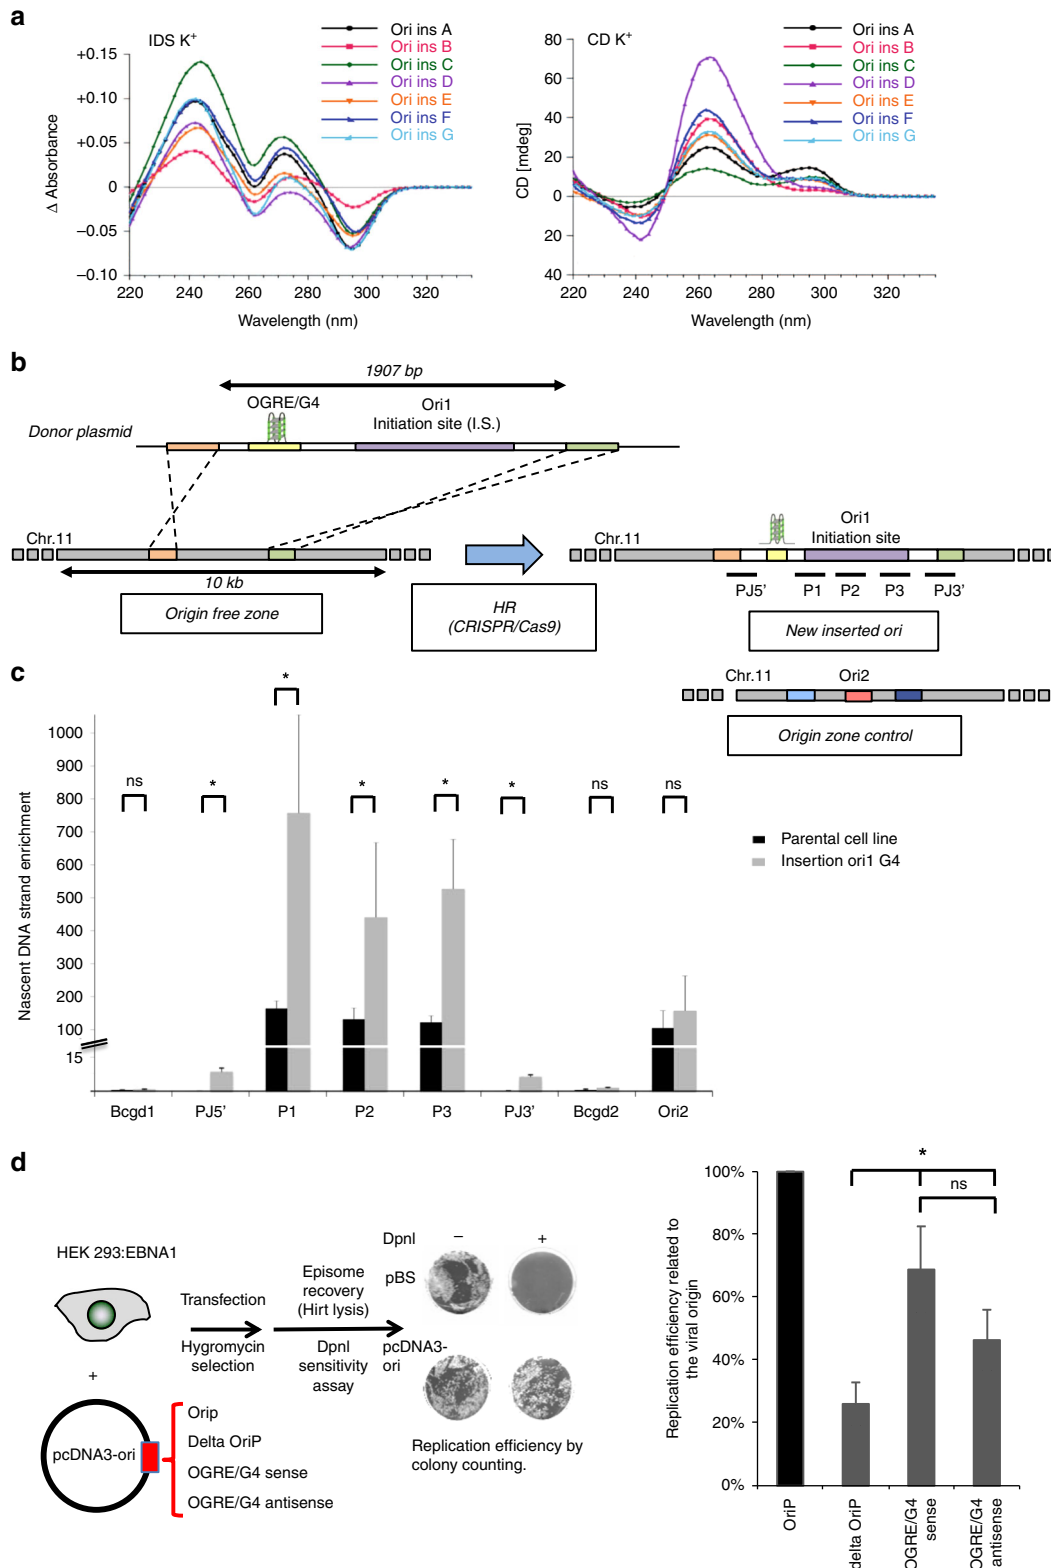 a
IDS K+
Ori ins A
Ori ins B
Ori ins C
Ori ins D
Ori ins E
Ori ins F
Ori ins G
+0.15
+0.10
+0.05
0
–0.05
–0.10
Δ Absorbance
220 240 260 280 300 320
Wavelength (nm)
CD K+
Ori ins A
Ori ins B
Ori ins C
Ori ins D
Ori ins E
Ori ins F
Ori ins G
80
60
40
20
0
20
40
CD [mdeg]
220 240 260 280 300 320
Wavelength (nm)
b
1907 bp
OGRE/G4
Ori1
Initiation site (I.S.)
Donor plasmid
Chr.11
10 kb
Origin free zone
HR
(CRISPR/Cas9)
Chr.11
Ori1
Initiation site
PJ5' P1 P2 P3 PJ3'
New inserted ori
Chr.11 Ori2
Origin zone control
c
Nascent DNA strand enrichment
1000
900
800
700
600
500
400
300
200
100
15
ns * * * * * ns ns
Parental cell line
Insertion ori1 G4
Bcgd1 PJ5' P1 P2 P3 PJ3' Bcgd2 Ori2
d
HEK 293:EBNA1
+
pcDNA3-ori
Orip
Delta OriP
OGRE/G4 sense
OGRE/G4 antisense
Transfection
Hygromycin
selection
Episome
recovery
(Hirt lysis)
DpnI
sensitivity
assay
DpnI – +
pBS
pcDNA3-
ori
Replication efficiency by
colony counting.
Replication efficiency related to
the viral origin
100%
80%
60%
40%
20%
0%
*
ns
OriP
delta OriP
OGRE/G4
sense
OGRE/G4
antisense